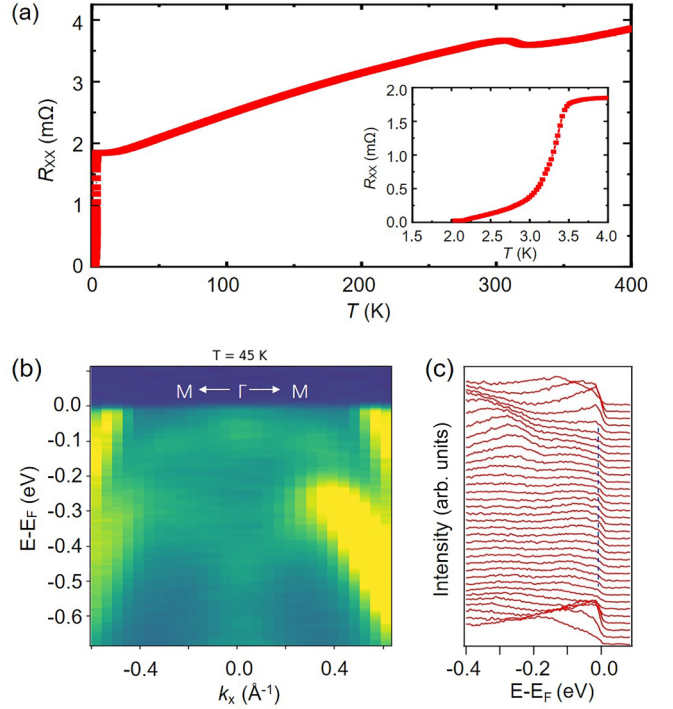 (a)
4
3
2
1
0
R_XX (mΩ)
0
100
200
300
400
T (K)
2.0
1.5
1.0
0.5
0.0
R_XX (mΩ)
1.5
2.0
2.5
3.0
3.5
4.0
T (K)
(b)
T = 45 K
M ← Γ → M
0.0
-0.1
-0.2
-0.3
-0.4
-0.5
-0.6
E-E_F (eV)
-0.4
0.0
0.4
k_x (Å⁻¹)
(c)
Intensity (arb. units)
-0.4
-0.2
0.0
E-E_F (eV)